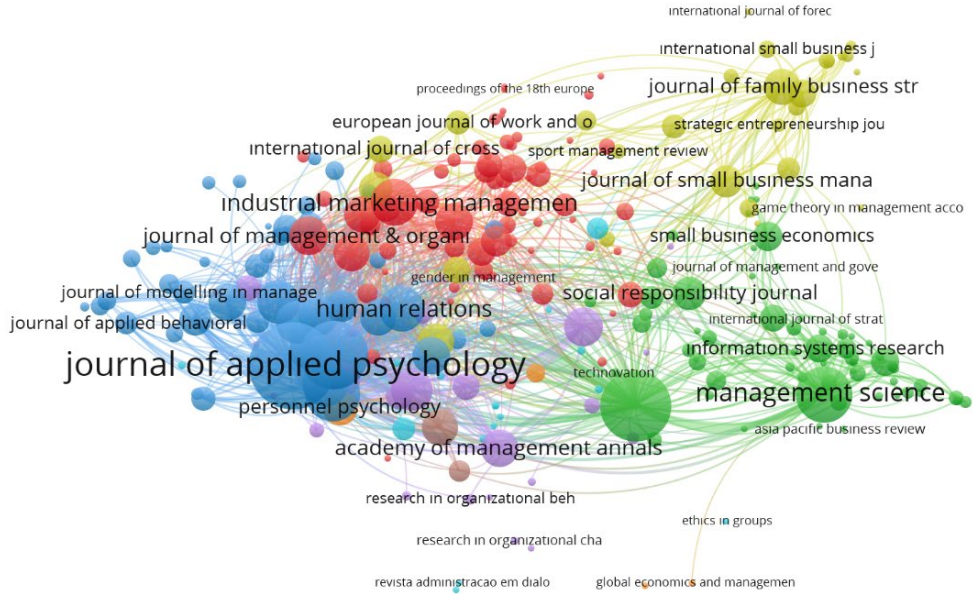 international journal of forec
international small business j
journal of family business str
proceedings of the 18th europe
european journal of work and o
strategic entrepreneurship jou
international journal of cross
sport management review
journal of small business mana
industrial marketing managemen
game theory in management acco
journal of management & organi
small business economics
gender in management
journal of management and gove
journal of modelling in manage
social responsibility journal
human relations
journal of applied behavioral
international journal of strat
information systems research
journal of applied psychology
technovation
management science
personnel psychology
asia pacific business review
academy of management annals
research in organizational beh
ethics in groups
research in organizational cha
revista administracao em dialo
global economics and managemen